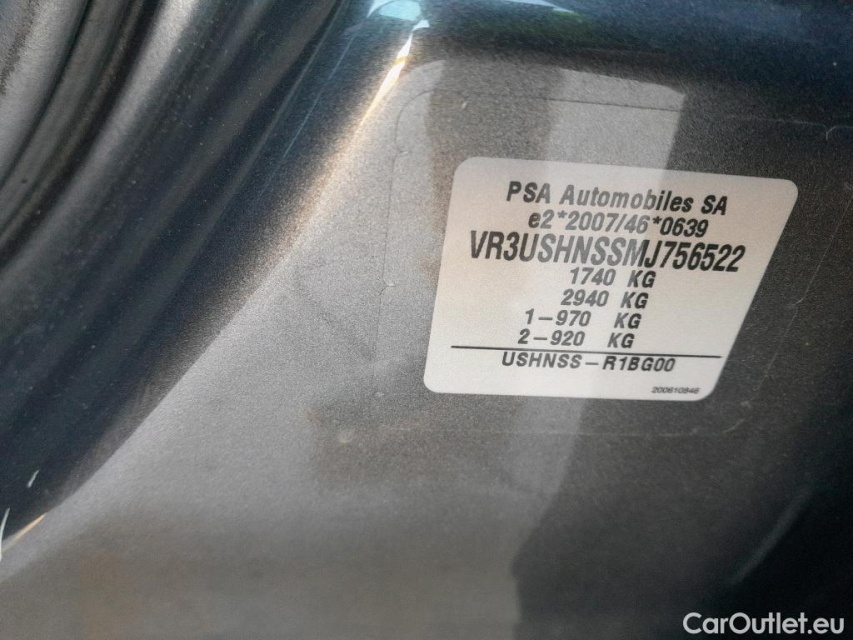 PSA Automobiles SA
e2*2007/46*0639
VR3USHNSSMJ756522
1740 KG
2940 KG
1-970 KG
2-920 KG
USHNSS-R1BG00
200610946
CarOutlet.eu